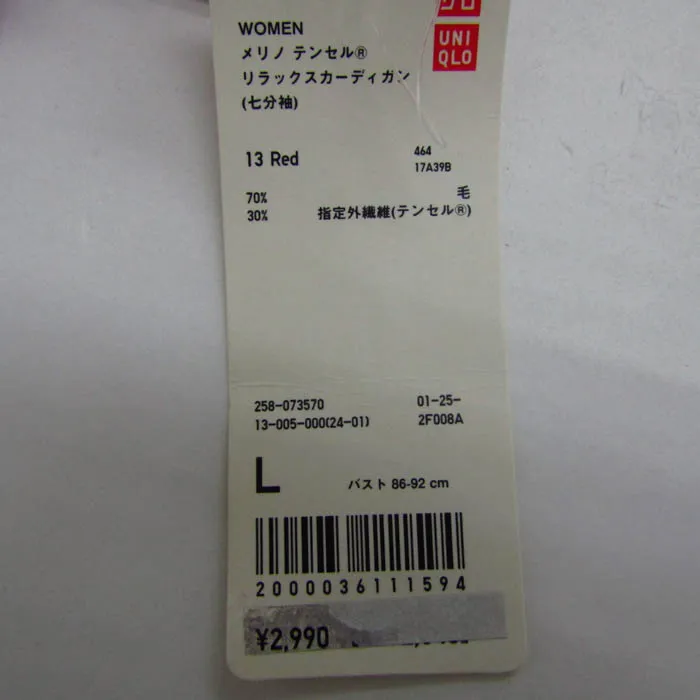 WOMEN
メリノ テンセル®
リラックスカーディガン
(七分袖)
UNI
QLO
13 Red
464
17A39B
70% 毛
30% 指定外繊維(テンセル®)
258-073570 01-25-
13-005-000(24-01) 2F008A
L バスト 86-92 cm
2000036111594
¥2,990